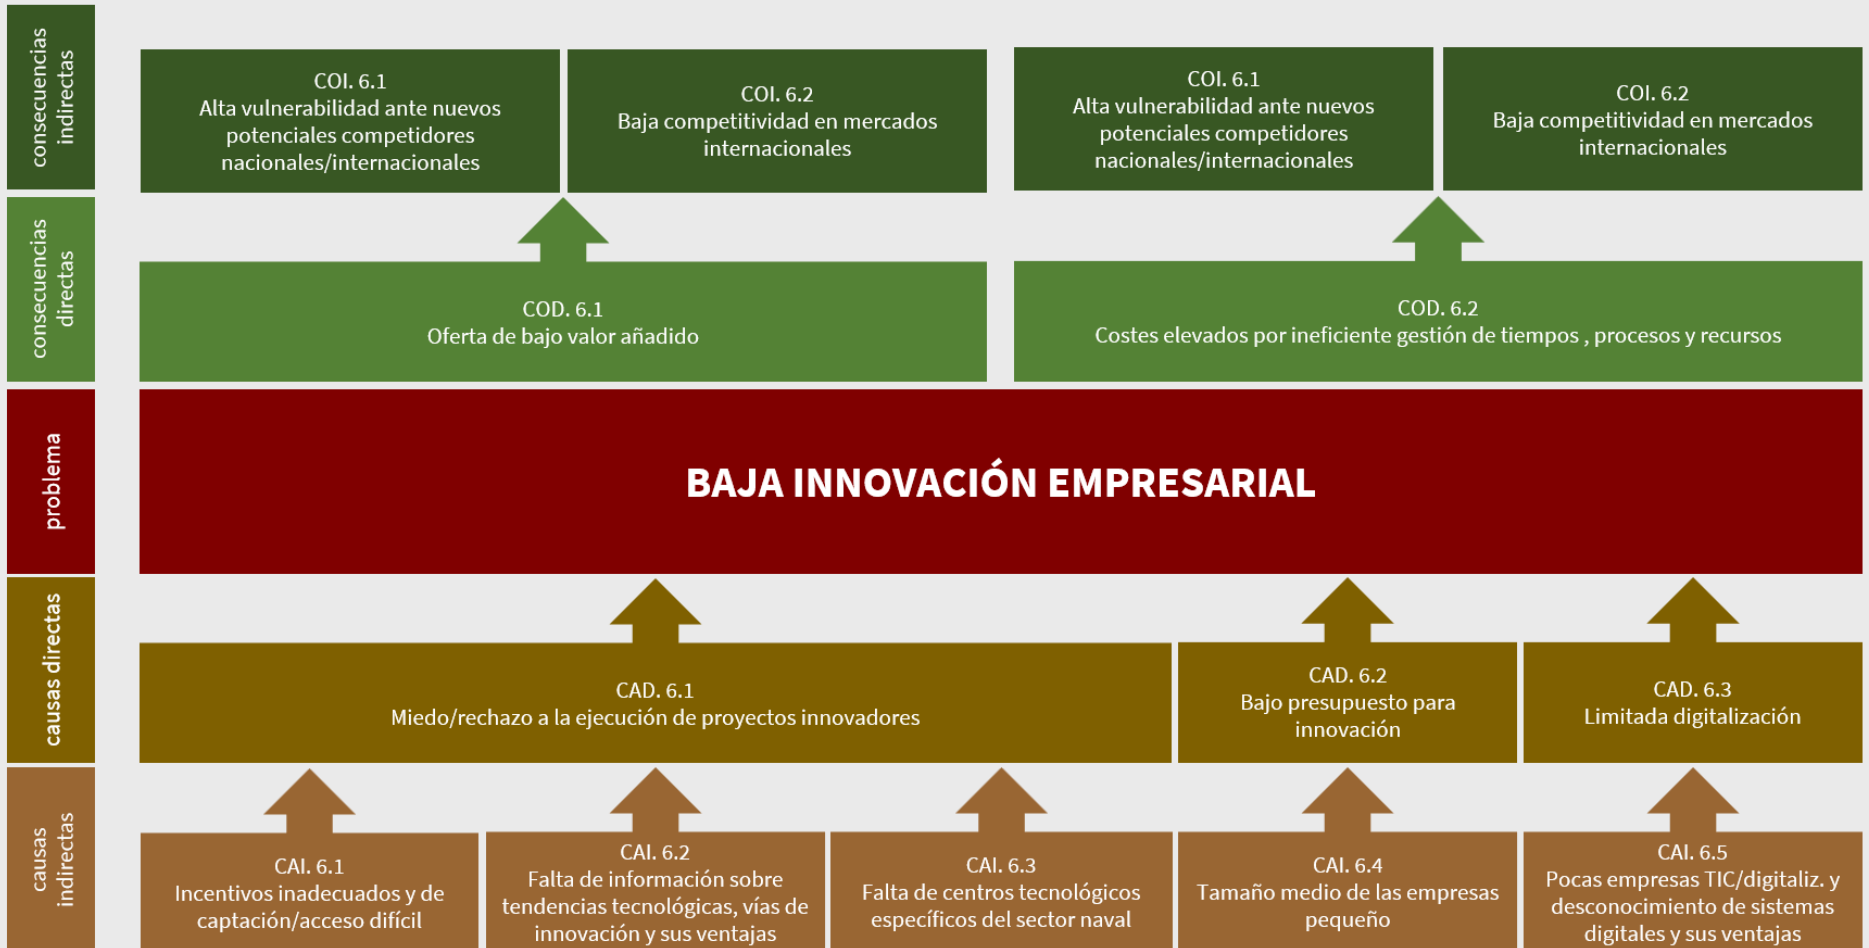 consecuencias
indirectas
COI. 6.1
Alta vulnerabilidad ante nuevos
potenciales competidores
nacionales/internacionales
COI. 6.2
Baja competitividad en mercados
internacionales
COI. 6.1
Alta vulnerabilidad ante nuevos
potenciales competidores
nacionales/internacionales
COI. 6.2
Baja competitividad en mercados
internacionales
consecuencias
directas
COD. 6.1
Oferta de bajo valor añadido
COD. 6.2
Costes elevados por ineficiente gestión de tiempos , procesos y recursos
problema
BAJA INNOVACIÓN EMPRESARIAL
causas directas
CAD. 6.1
Miedo/rechazo a la ejecución de proyectos innovadores
CAD. 6.2
Bajo presupuesto para
innovación
CAD. 6.3
Limitada digitalización
causas
indirectas
CAI. 6.1
Incentivos inadecuados y de
captación/acceso difícil
CAI. 6.2
Falta de información sobre
tendencias tecnológicas, vías de
innovación y sus ventajas
CAI. 6.3
Falta de centros tecnológicos
específicos del sector naval
CAI. 6.4
Tamaño medio de las empresas
pequeño
CAI. 6.5
Pocas empresas TIC/digitaliz. y
desconocimiento de sistemas
digitales y sus ventajas